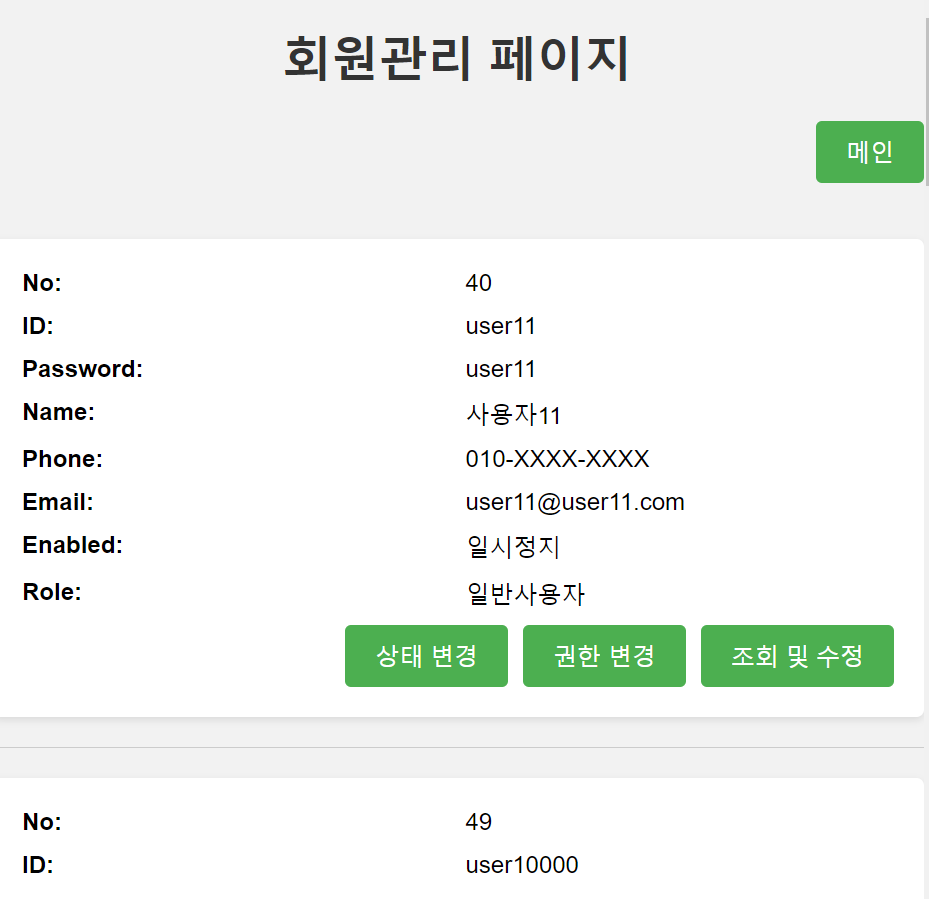 회원관리 페이지
메인
No: 40
ID: user11
Password: user11
Name: 사용자11
Phone: 010-XXXX-XXXX
Email: user11@user11.com
Enabled: 일시정지
Role: 일반사용자
상태 변경 권한 변경 조회 및 수정
No: 49
ID: user10000